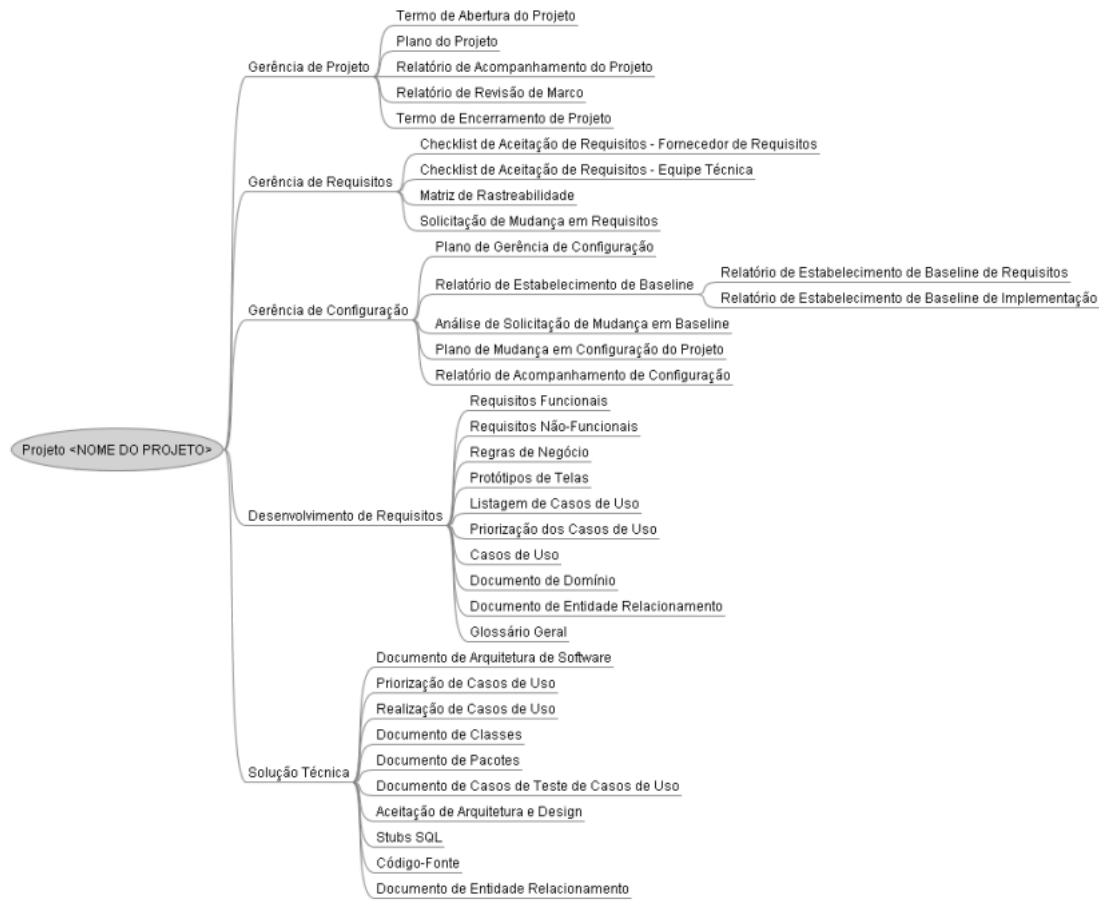 Projeto <NOME DO PROJETO>
Gerência de Projeto
Termo de Abertura do Projeto
Plano do Projeto
Relatório de Acompanhamento do Projeto
Relatório de Revisão de Marco
Termo de Encerramento de Projeto
Gerência de Requisitos
Checklist de Aceitação de Requisitos - Fornecedor de Requisitos
Checklist de Aceitação de Requisitos - Equipe Técnica
Matriz de Rastreabilidade
Solicitação de Mudança em Requisitos
Gerência de Configuração
Plano de Gerência de Configuração
Relatório de Estabelecimento de Baseline
Relatório de Estabelecimento de Baseline de Requisitos
Relatório de Estabelecimento de Baseline de Implementação
Análise de Solicitação de Mudança em Baseline
Plano de Mudança em Configuração do Projeto
Relatório de Acompanhamento de Configuração
Desenvolvimento de Requisitos
Requisitos Funcionais
Requisitos Não-Funcionais
Regras de Negócio
Protótipos de Telas
Listagem de Casos de Uso
Priorização dos Casos de Uso
Casos de Uso
Documento de Domínio
Documento de Entidade Relacionamento
Glossário Geral
Solução Técnica
Documento de Arquitetura de Software
Priorização de Casos de Uso
Realização de Casos de Uso
Documento de Classes
Documento de Pacotes
Documento de Casos de Teste de Casos de Uso
Aceitação de Arquitetura e Design
Stubs SQL
Código-Fonte
Documento de Entidade Relacionamento